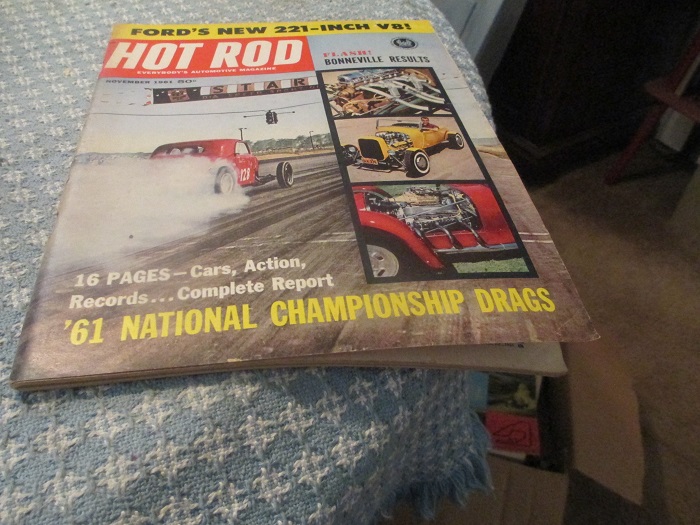 FORD'S NEW 221-INCH V8!
HOT ROD
EVERYBODY'S AUTOMOTIVE MAGAZINE
NOVEMBER 1961 50¢
FLASH!
BONNEVILLE RESULTS
STAR
128
16 PAGES — Cars, Action,
Records... Complete Report
'61 NATIONAL CHAMPIONSHIP DRAGS